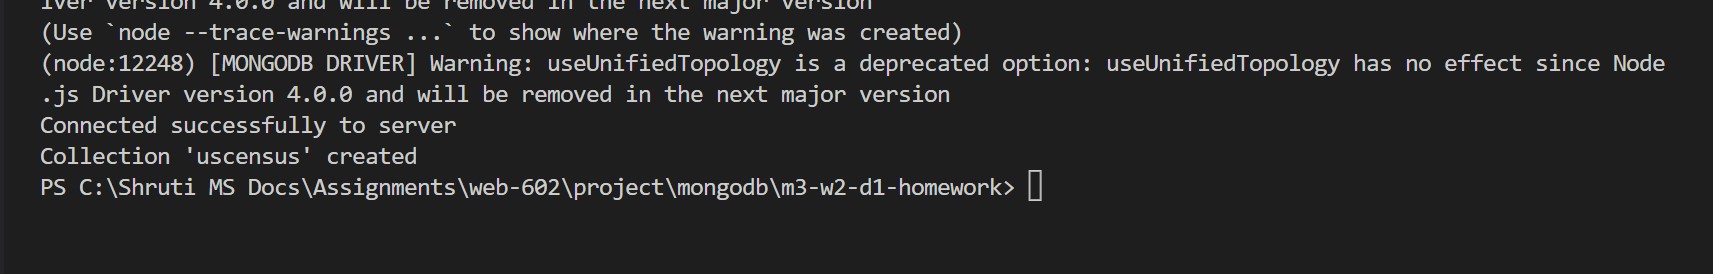 iver version 4.0.0 and will be removed in the next major version
(Use `node --trace-warnings ...` to show where the warning was created)
(node:12248) [MONGODB DRIVER] Warning: useUnifiedTopology is a deprecated option: useUnifiedTopology has no effect since Node
.js Driver version 4.0.0 and will be removed in the next major version
Connected successfully to server
Collection 'uscensus' created
PS C:\Shruti MS Docs\Assignments\web-602\project\mongodb\m3-w2-d1-homework>